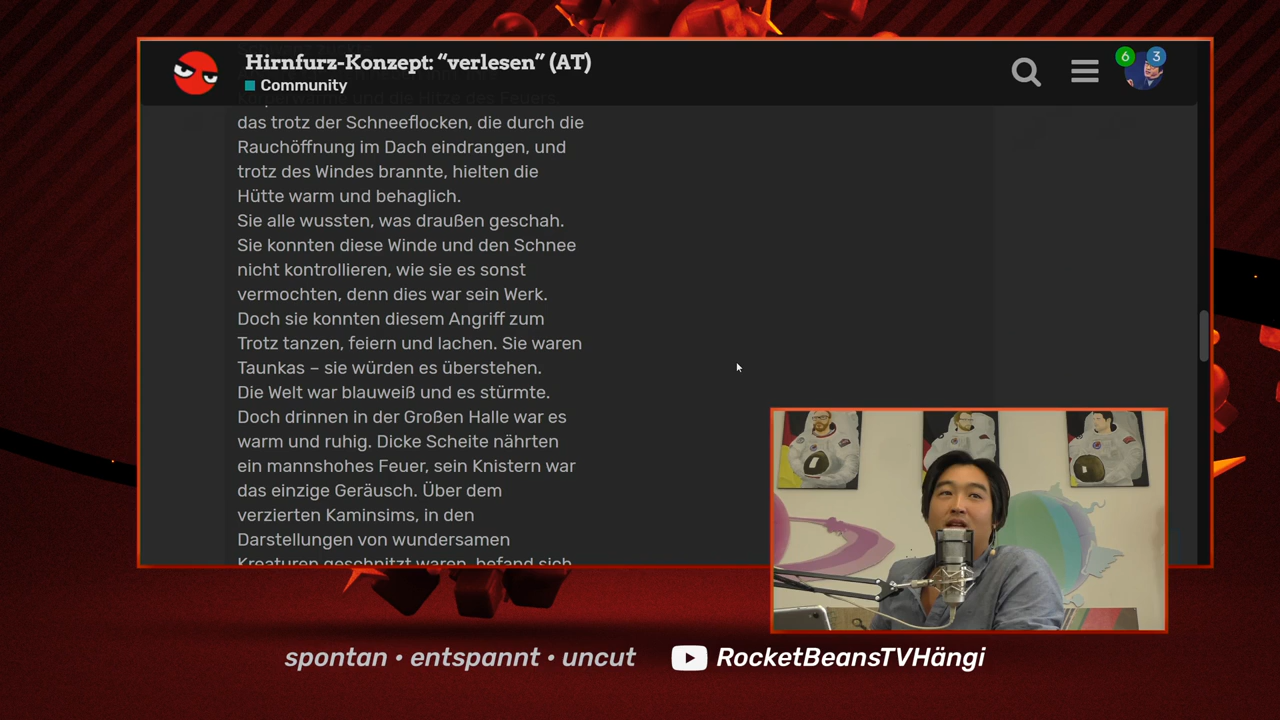 Hirnfurz-Konzept: “verlesen” (AT)
Community
6
3
das trotz der Schneeflocken, die durch die
Rauchöffnung im Dach eindrangen, und
trotz des Windes brannte, hielten die
Hütte warm und behaglich.
Sie alle wussten, was draußen geschah.
Sie konnten diese Winde und den Schnee
nicht kontrollieren, wie sie es sonst
vermochten, denn dies war sein Werk.
Doch sie konnten diesem Angriff zum
Trotz tanzen, feiern und lachen. Sie waren
Taunkas – sie würden es überstehen.
Die Welt war blauweiß und es stürmte.
Doch drinnen in der Großen Halle war es
warm und ruhig. Dicke Scheite nährten
ein mannshohes Feuer, sein Knistern war
das einzige Geräusch. Über dem
verzierten Kaminsims, in den
Darstellungen von wundersamen
Kreaturen geschnitzt waren, befand sich
spontan • entspannt • uncut
RocketBeansTVHängi